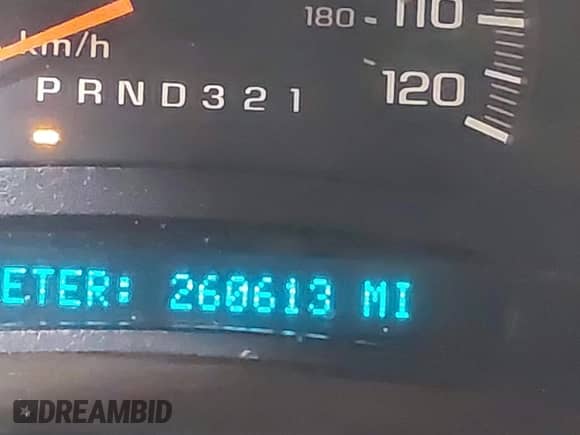 180 - 110
km/h
PRND321
120
ETER: 260613 MI
DREAMBID